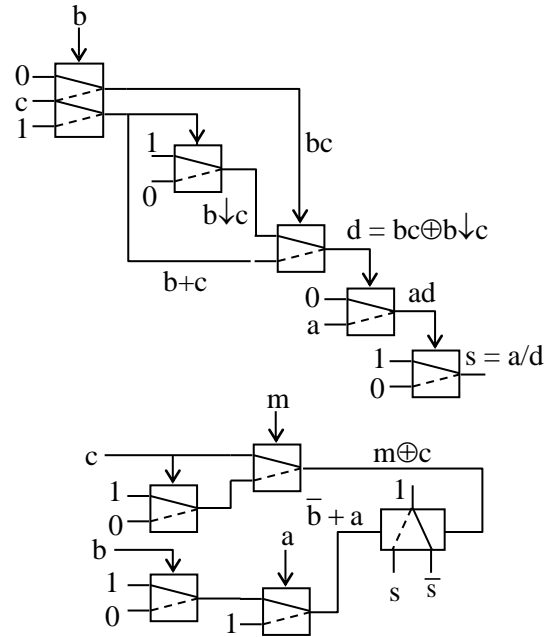 b
0
c
1
1
0
bc
b↓c
b+c
d = bc⊕b↓c
0
a
ad
1
0
s = a/d
m
c
1
0
m⊕c
1
b̅ + a
s
s̅
b
a
1
0
1